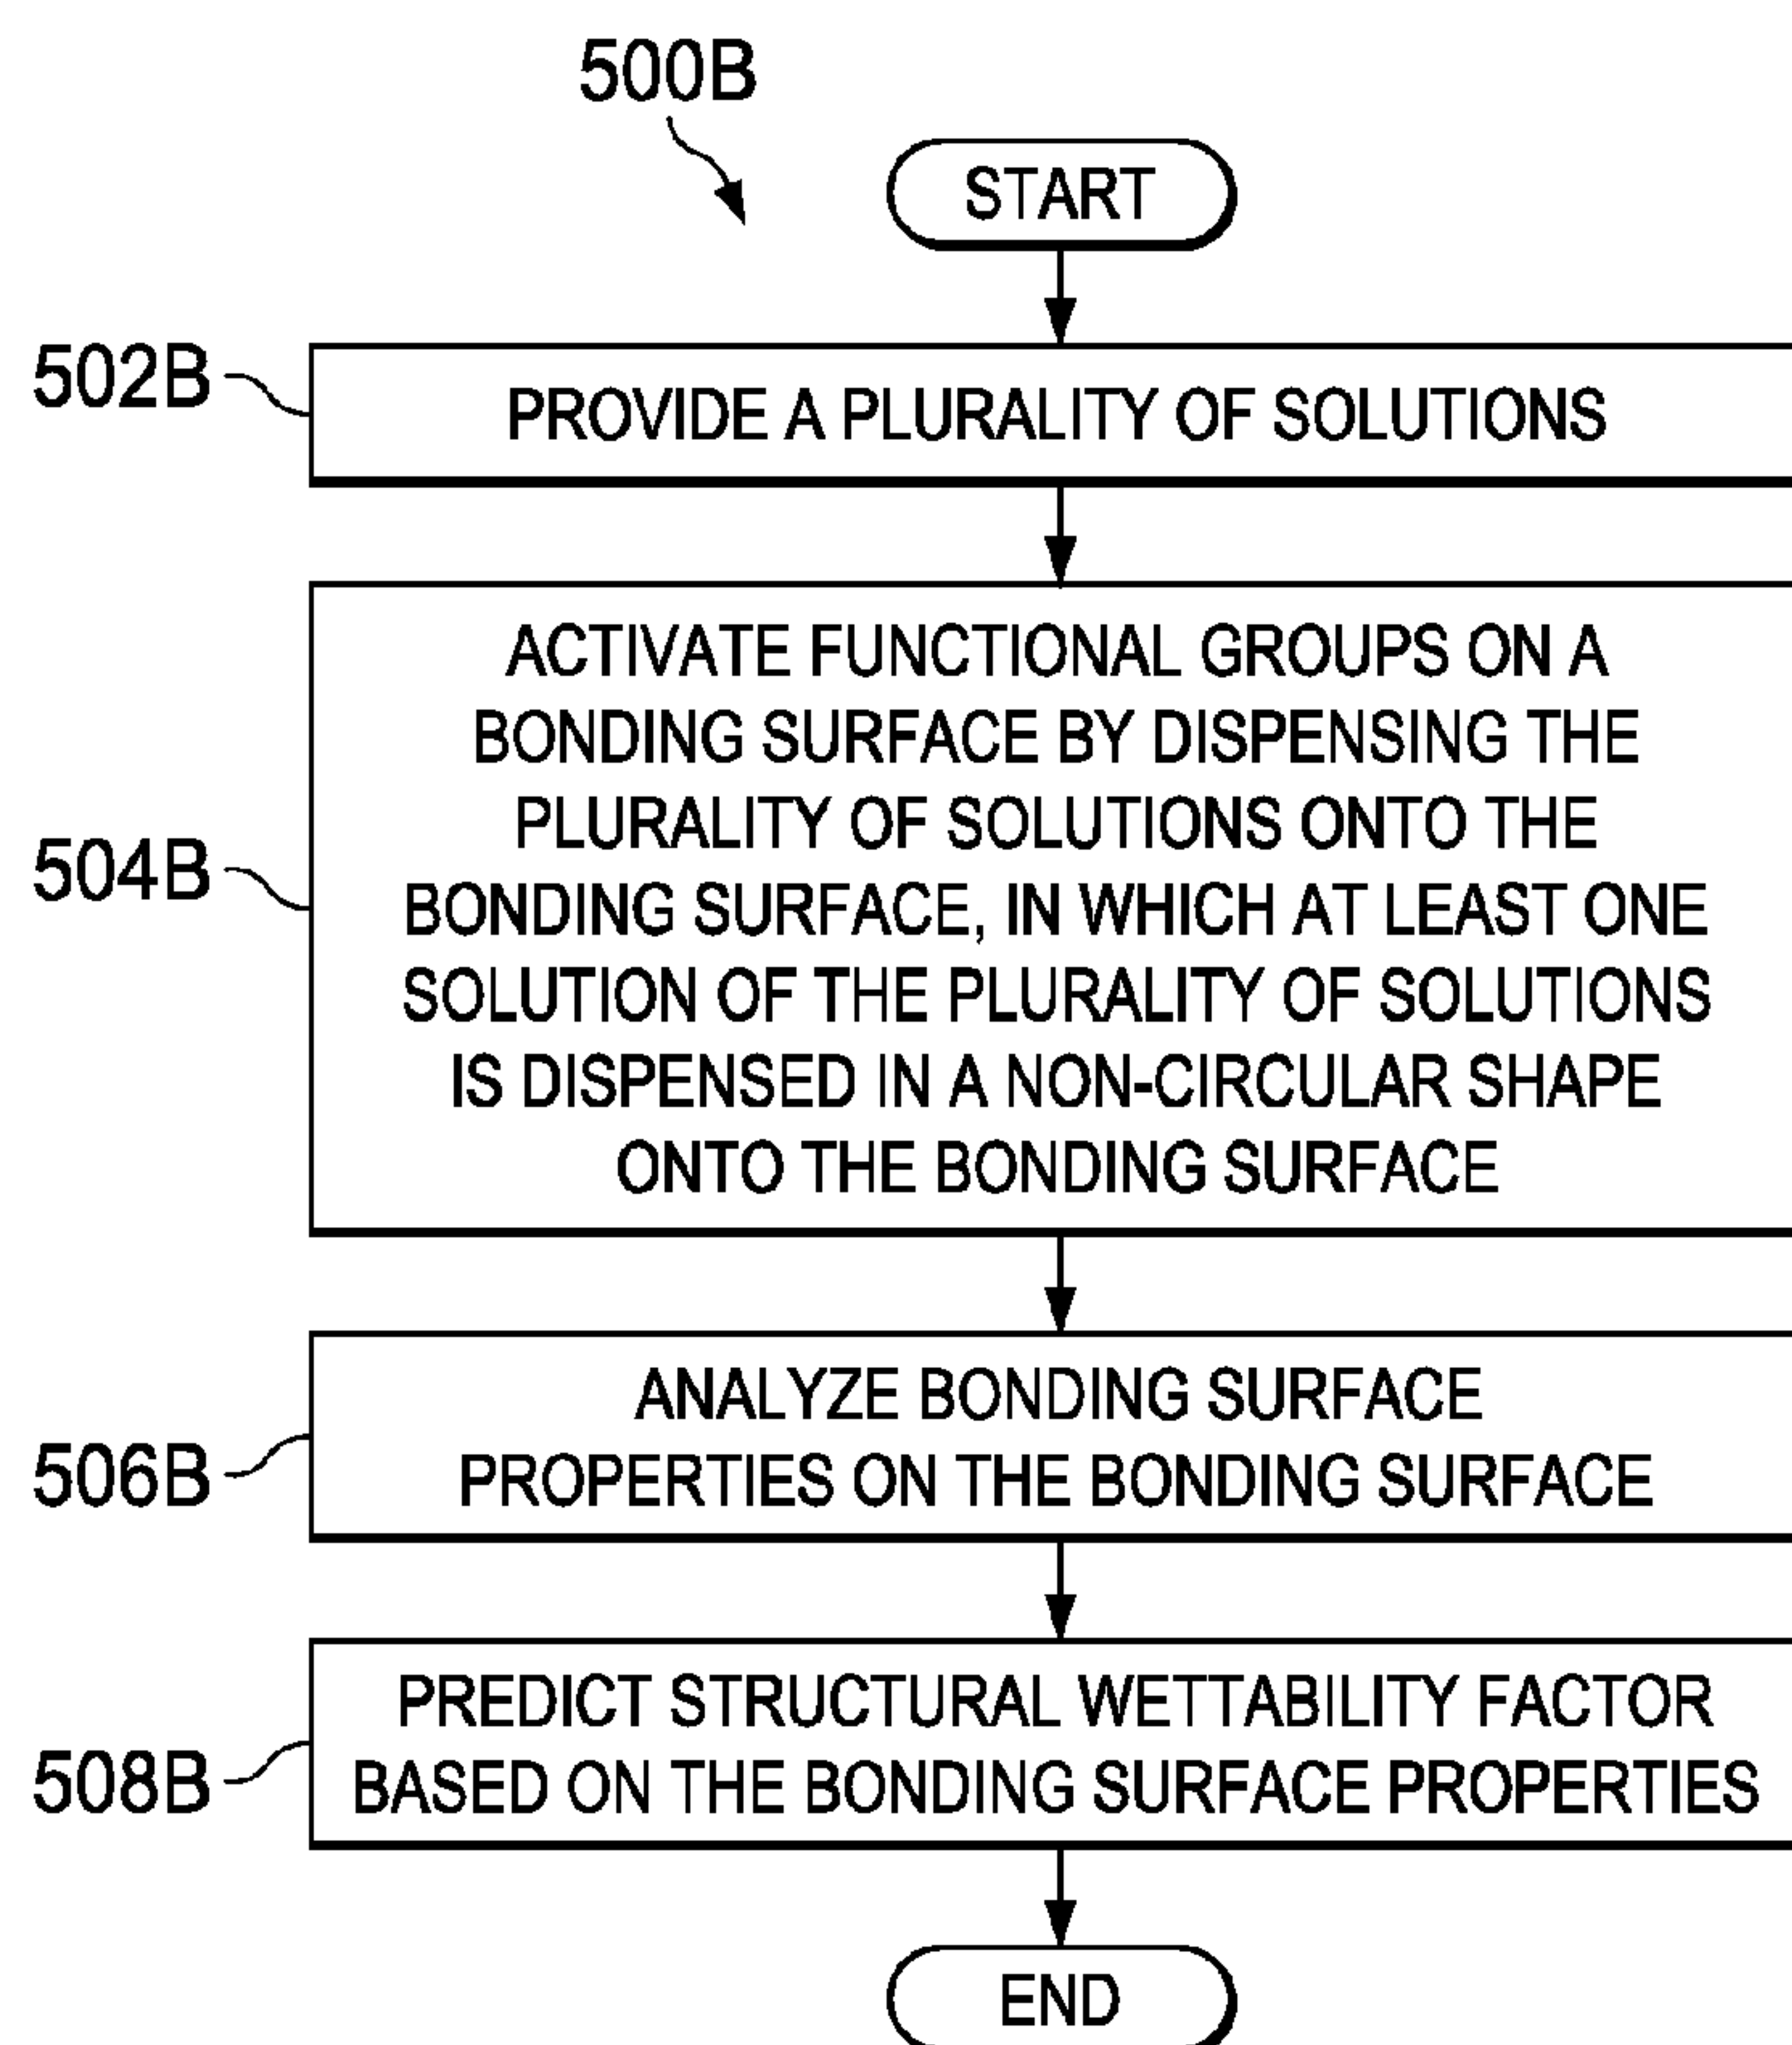 500B
START
502B
PROVIDE A PLURALITY OF SOLUTIONS
504B
ACTIVATE FUNCTIONAL GROUPS ON A
BONDING SURFACE BY DISPENSING THE
PLURALITY OF SOLUTIONS ONTO THE
BONDING SURFACE, IN WHICH AT LEAST ONE
SOLUTION OF THE PLURALITY OF SOLUTIONS
IS DISPENSED IN A NON-CIRCULAR SHAPE
ONTO THE BONDING SURFACE
506B
ANALYZE BONDING SURFACE
PROPERTIES ON THE BONDING SURFACE
508B
PREDICT STRUCTURAL WETTABILITY FACTOR
BASED ON THE BONDING SURFACE PROPERTIES
END